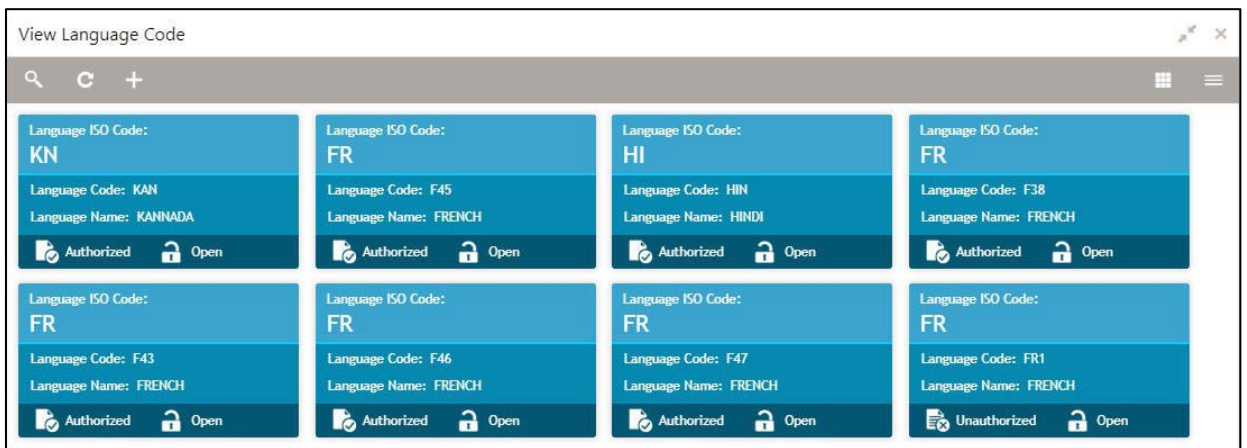 View Language Code
Language ISO Code:
KN
Language Code: KAN
Language Name: KANNADA
Authorized Open
Language ISO Code:
FR
Language Code: F45
Language Name: FRENCH
Authorized Open
Language ISO Code:
HI
Language Code: HIN
Language Name: HINDI
Authorized Open
Language ISO Code:
FR
Language Code: F38
Language Name: FRENCH
Authorized Open
Language ISO Code:
FR
Language Code: F43
Language Name: FRENCH
Authorized Open
Language ISO Code:
FR
Language Code: F46
Language Name: FRENCH
Authorized Open
Language ISO Code:
FR
Language Code: F47
Language Name: FRENCH
Authorized Open
Language ISO Code:
FR
Language Code: FR1
Language Name: FRENCH
Unauthorized Open